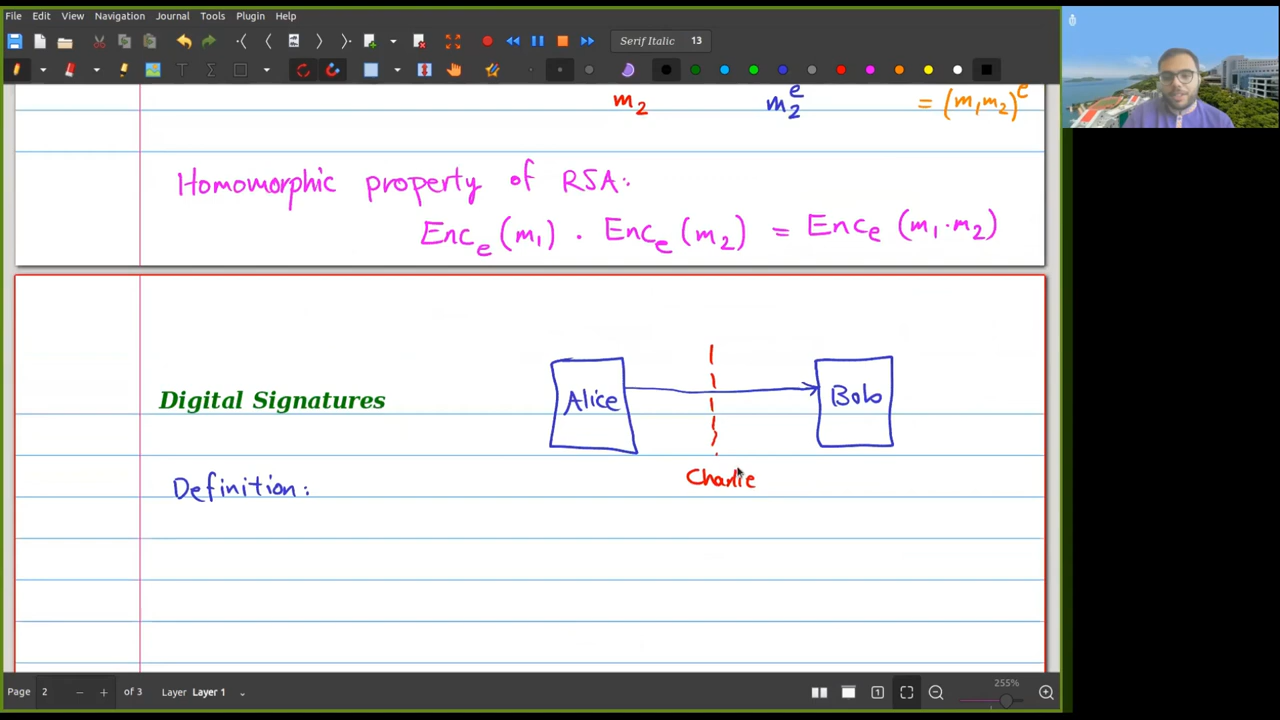 File Edit View Navigation Journal Tools Plugin Help
Serif Italic 13
m₂ m₂ᵉ = (m₁m₂)ᵉ
Homomorphic property of RSA:
Encₑ(m₁) · Encₑ(m₂) = Encₑ(m₁·m₂)
Alice Bob
Digital Signatures
Charlie
Definition:
Page 2 of 3 Layer Layer 1
255%